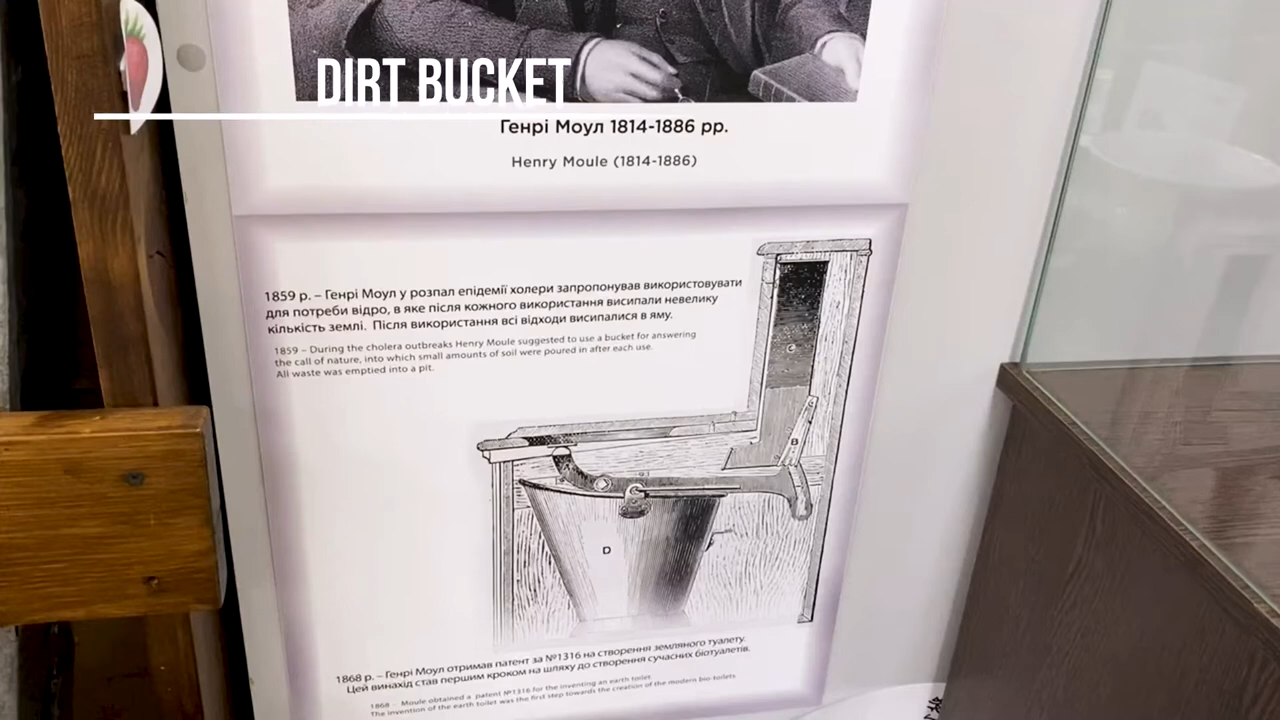 DIRT BUCKET
Генрі Моул 1814-1886 рр.
Henry Moule (1814-1886)
1859 р. – Генрі Моул у розпал епідемії холери запропонував використовувати
для потреби відро, в яке після кожного використання висипали невелику
кількість землі. Після використання всі відходи висипалися в яму.
1859 – During the cholera outbreaks Henry Moule suggested to use a bucket for answering
the call of nature, into which small amounts of soil were poured in after each use.
All waste was emptied into a pit.
C
B
D
1868 р. – Генрі Моул отримав патент за №1316 на створення земляного туалету.
Цей винахід став першим кроком на шляху до створення сучасних біотуалетів.
1868 - Moule obtained a patent №1316 for the inventing an earth toilet
The invention of the earth toilet was the first step towards the creation of the modern bio-toilets